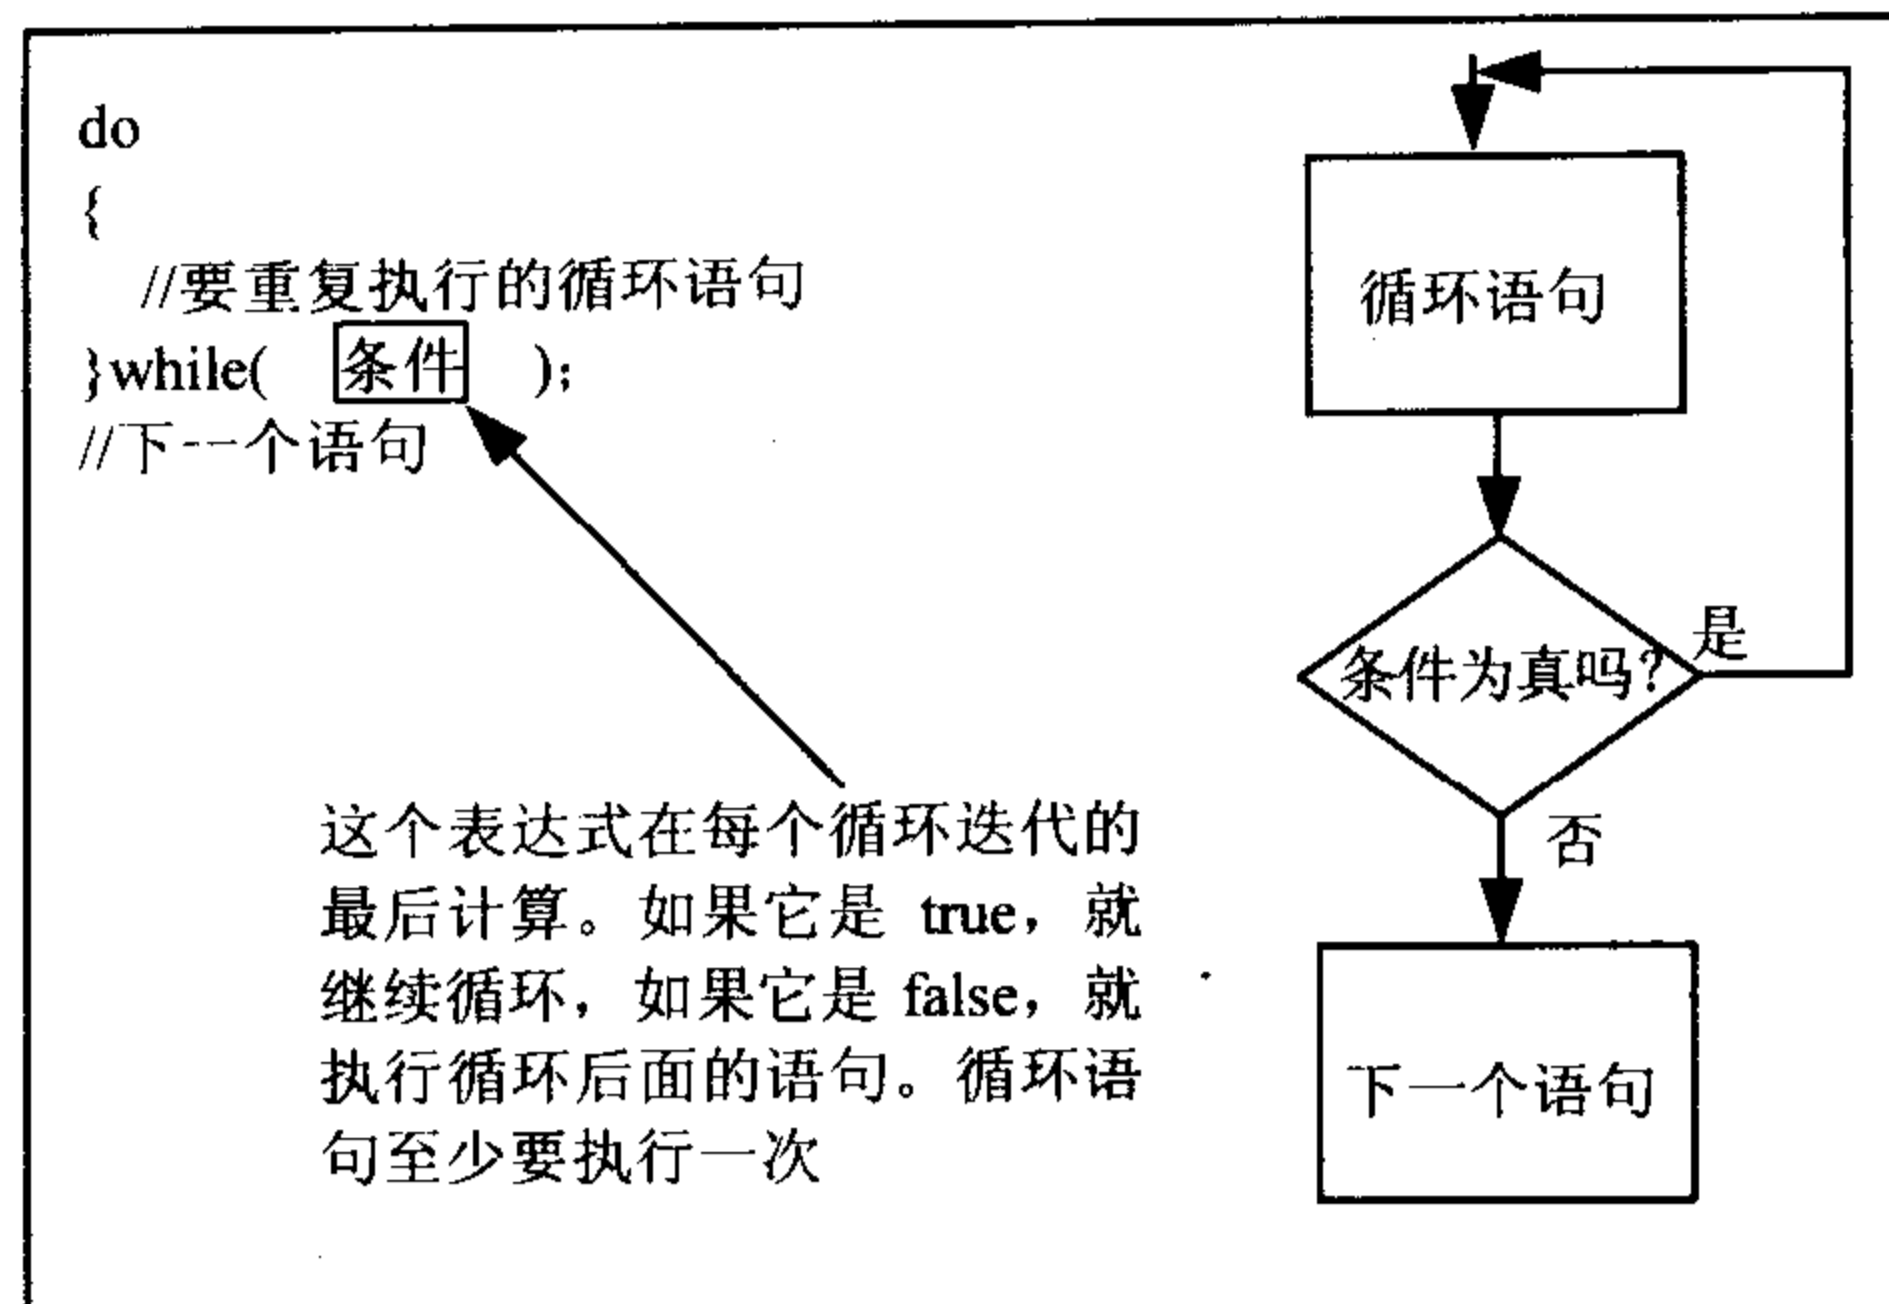 do
{
//要重复执行的循环语句
}while( 条件 );
//下一个语句
这个表达式在每个循环迭代的
最后计算。如果它是 true，就
继续循环，如果它是 false，就
执行循环后面的语句。循环语
句至少要执行一次
循环语句
条件为真吗?
是
否
下一个语句